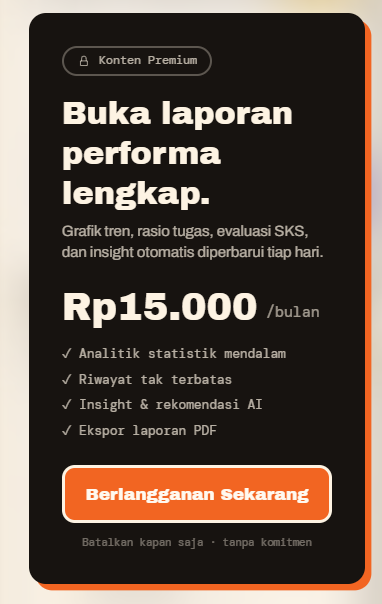 Konten Premium
Buka laporan
performa
lengkap.
Grafik tren, rasio tugas, evaluasi SKS,
dan insight otomatis diperbarui tiap hari.
Rp15.000 /bulan
✓ Analitik statistik mendalam
✓ Riwayat tak terbatas
✓ Insight & rekomendasi AI
✓ Ekspor laporan PDF
Berlangganan Sekarang
Batalkan kapan saja · tanpa komitmen